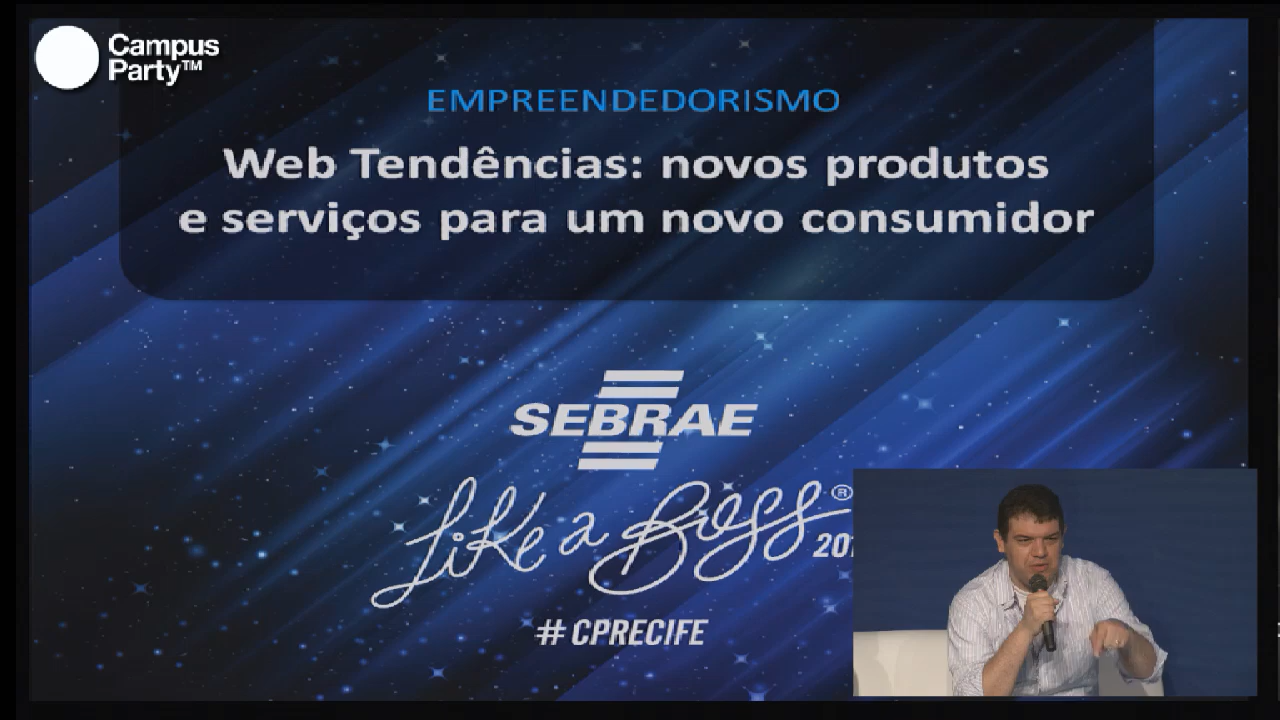 Campus
Party™
EMPREENDEDORISMO
Web Tendências: novos produtos
e serviços para um novo consumidor
SEBRAE
Like a Boss®
#CPRECIFE